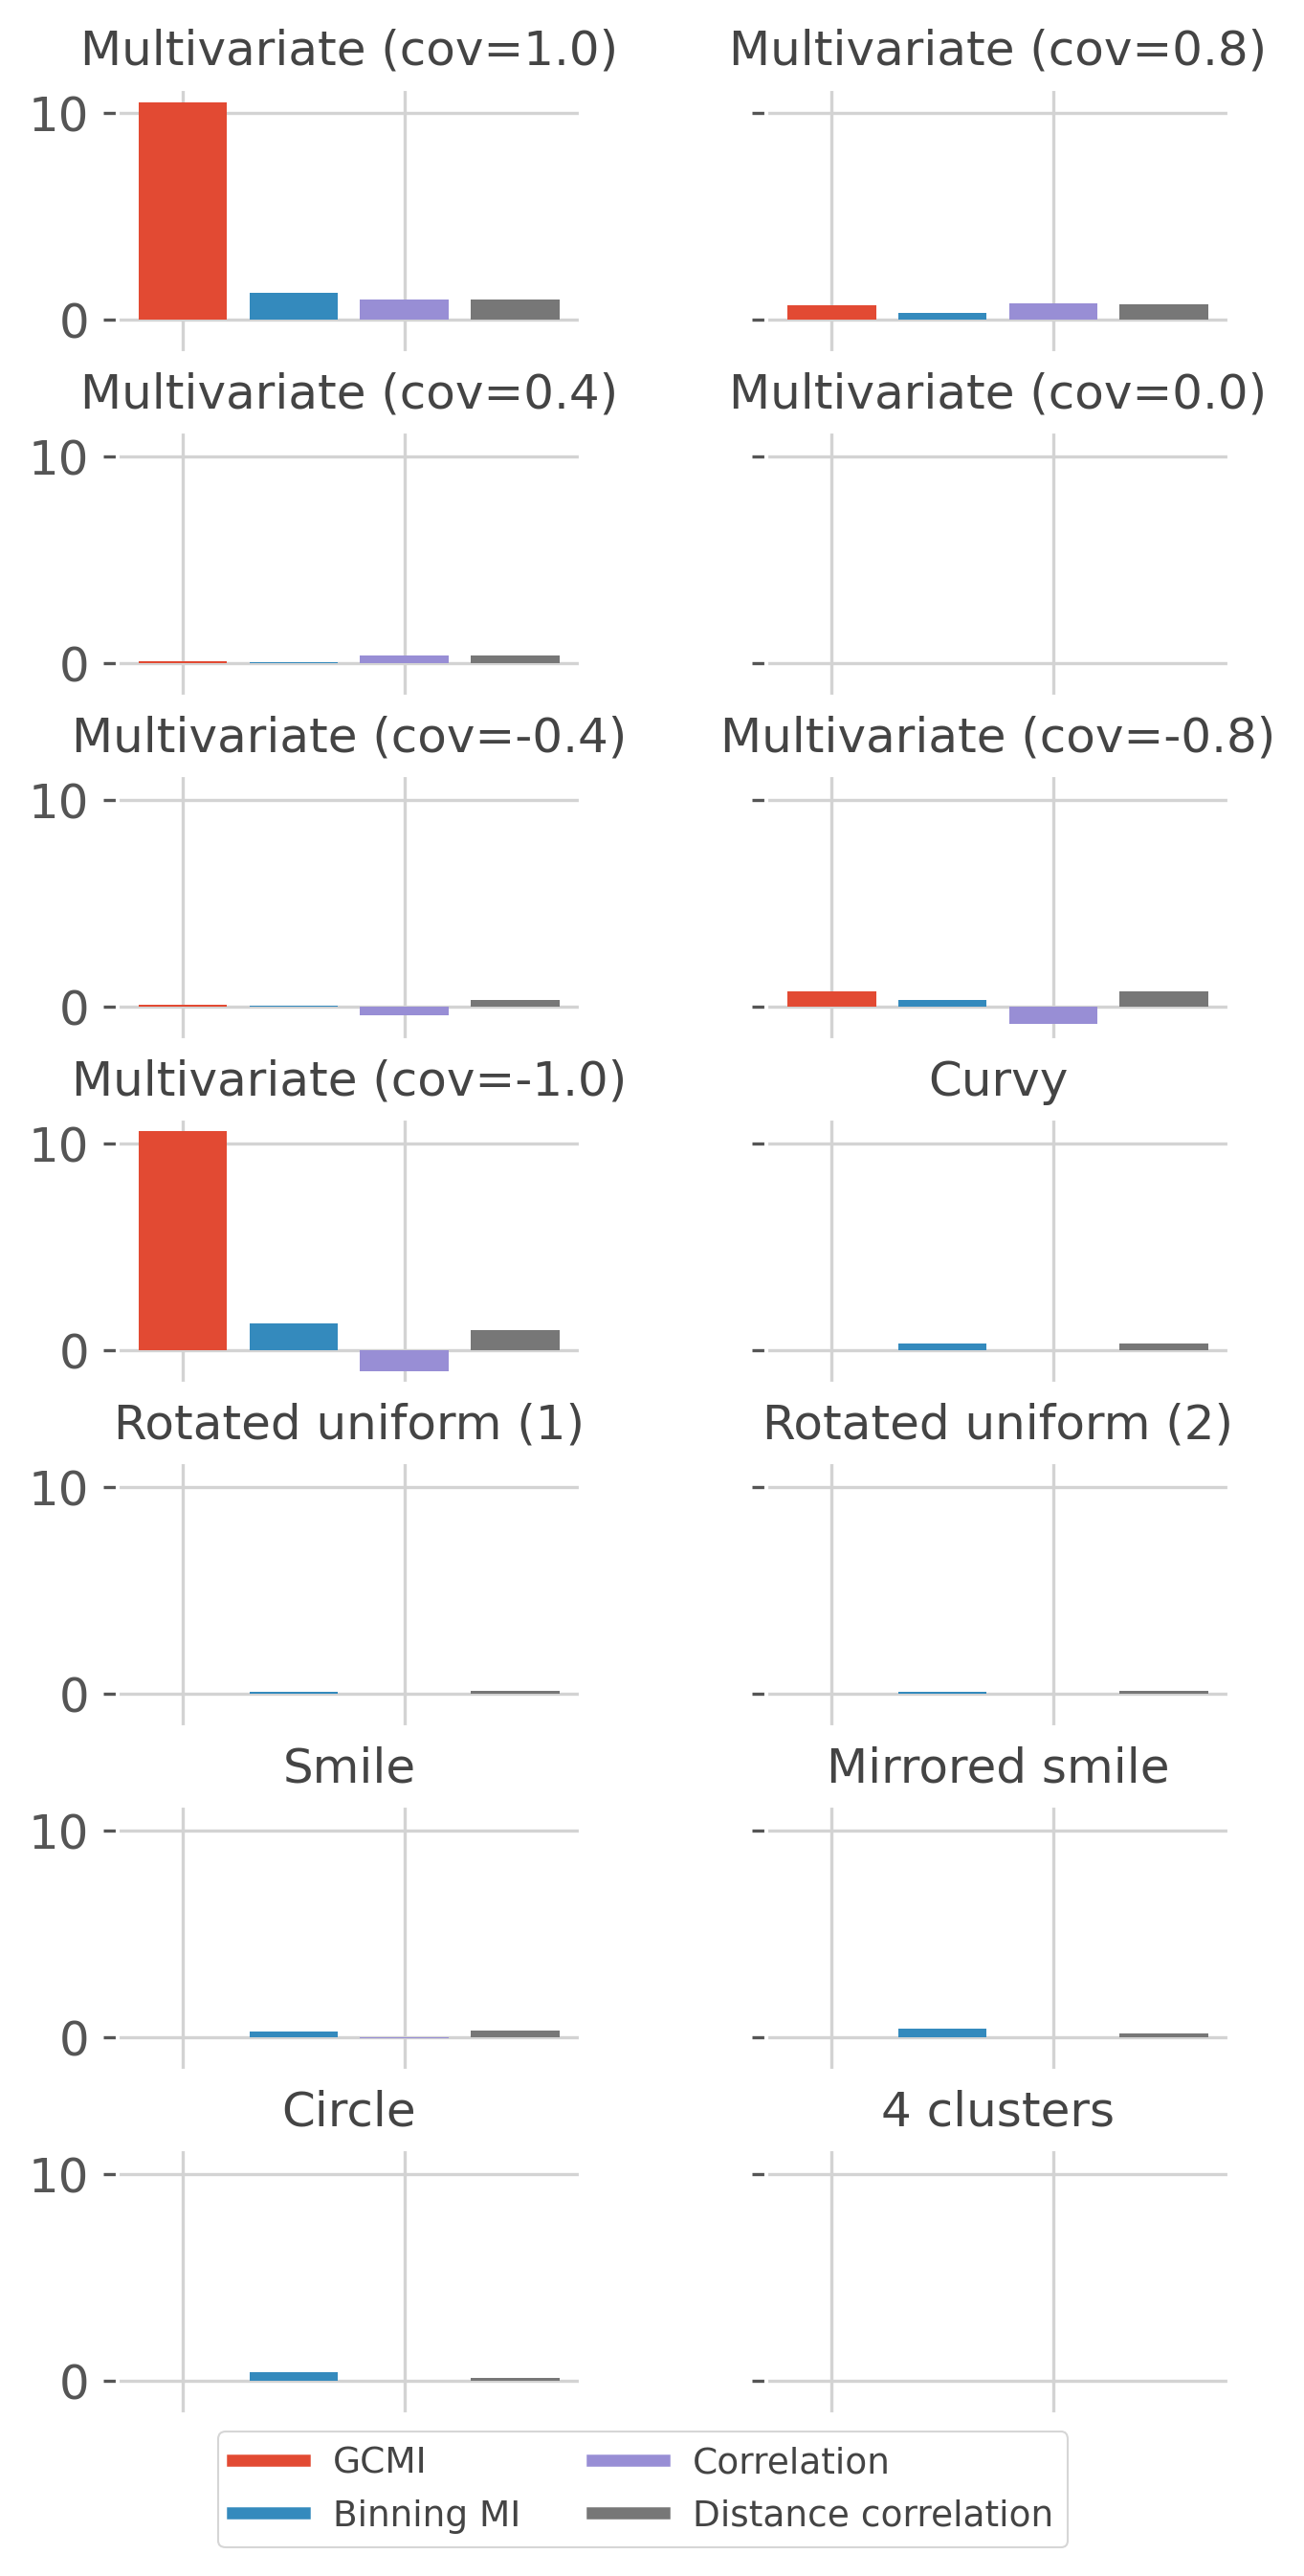 Multivariate (cov=1.0)
Multivariate (cov=0.8)
10
0
Multivariate (cov=0.4)
Multivariate (cov=0.0)
10
0
Multivariate (cov=-0.4)
Multivariate (cov=-0.8)
10
0
Multivariate (cov=-1.0)
Curvy
10
0
Rotated uniform (1)
Rotated uniform (2)
10
0
Smile
Mirrored smile
10
0
Circle
4 clusters
10
0
GCMI
Binning MI
Correlation
Distance correlation